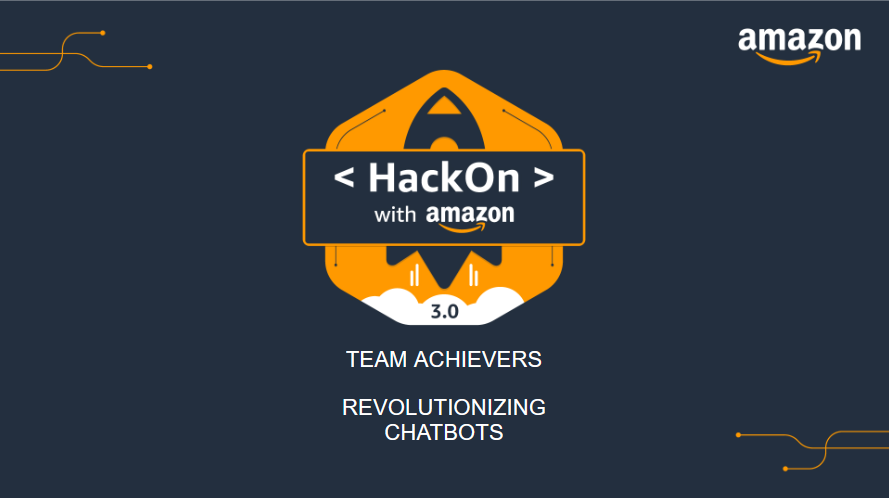 amazon
< HackOn >
with amazon
3.0
TEAM ACHIEVERS
REVOLUTIONIZING
CHATBOTS